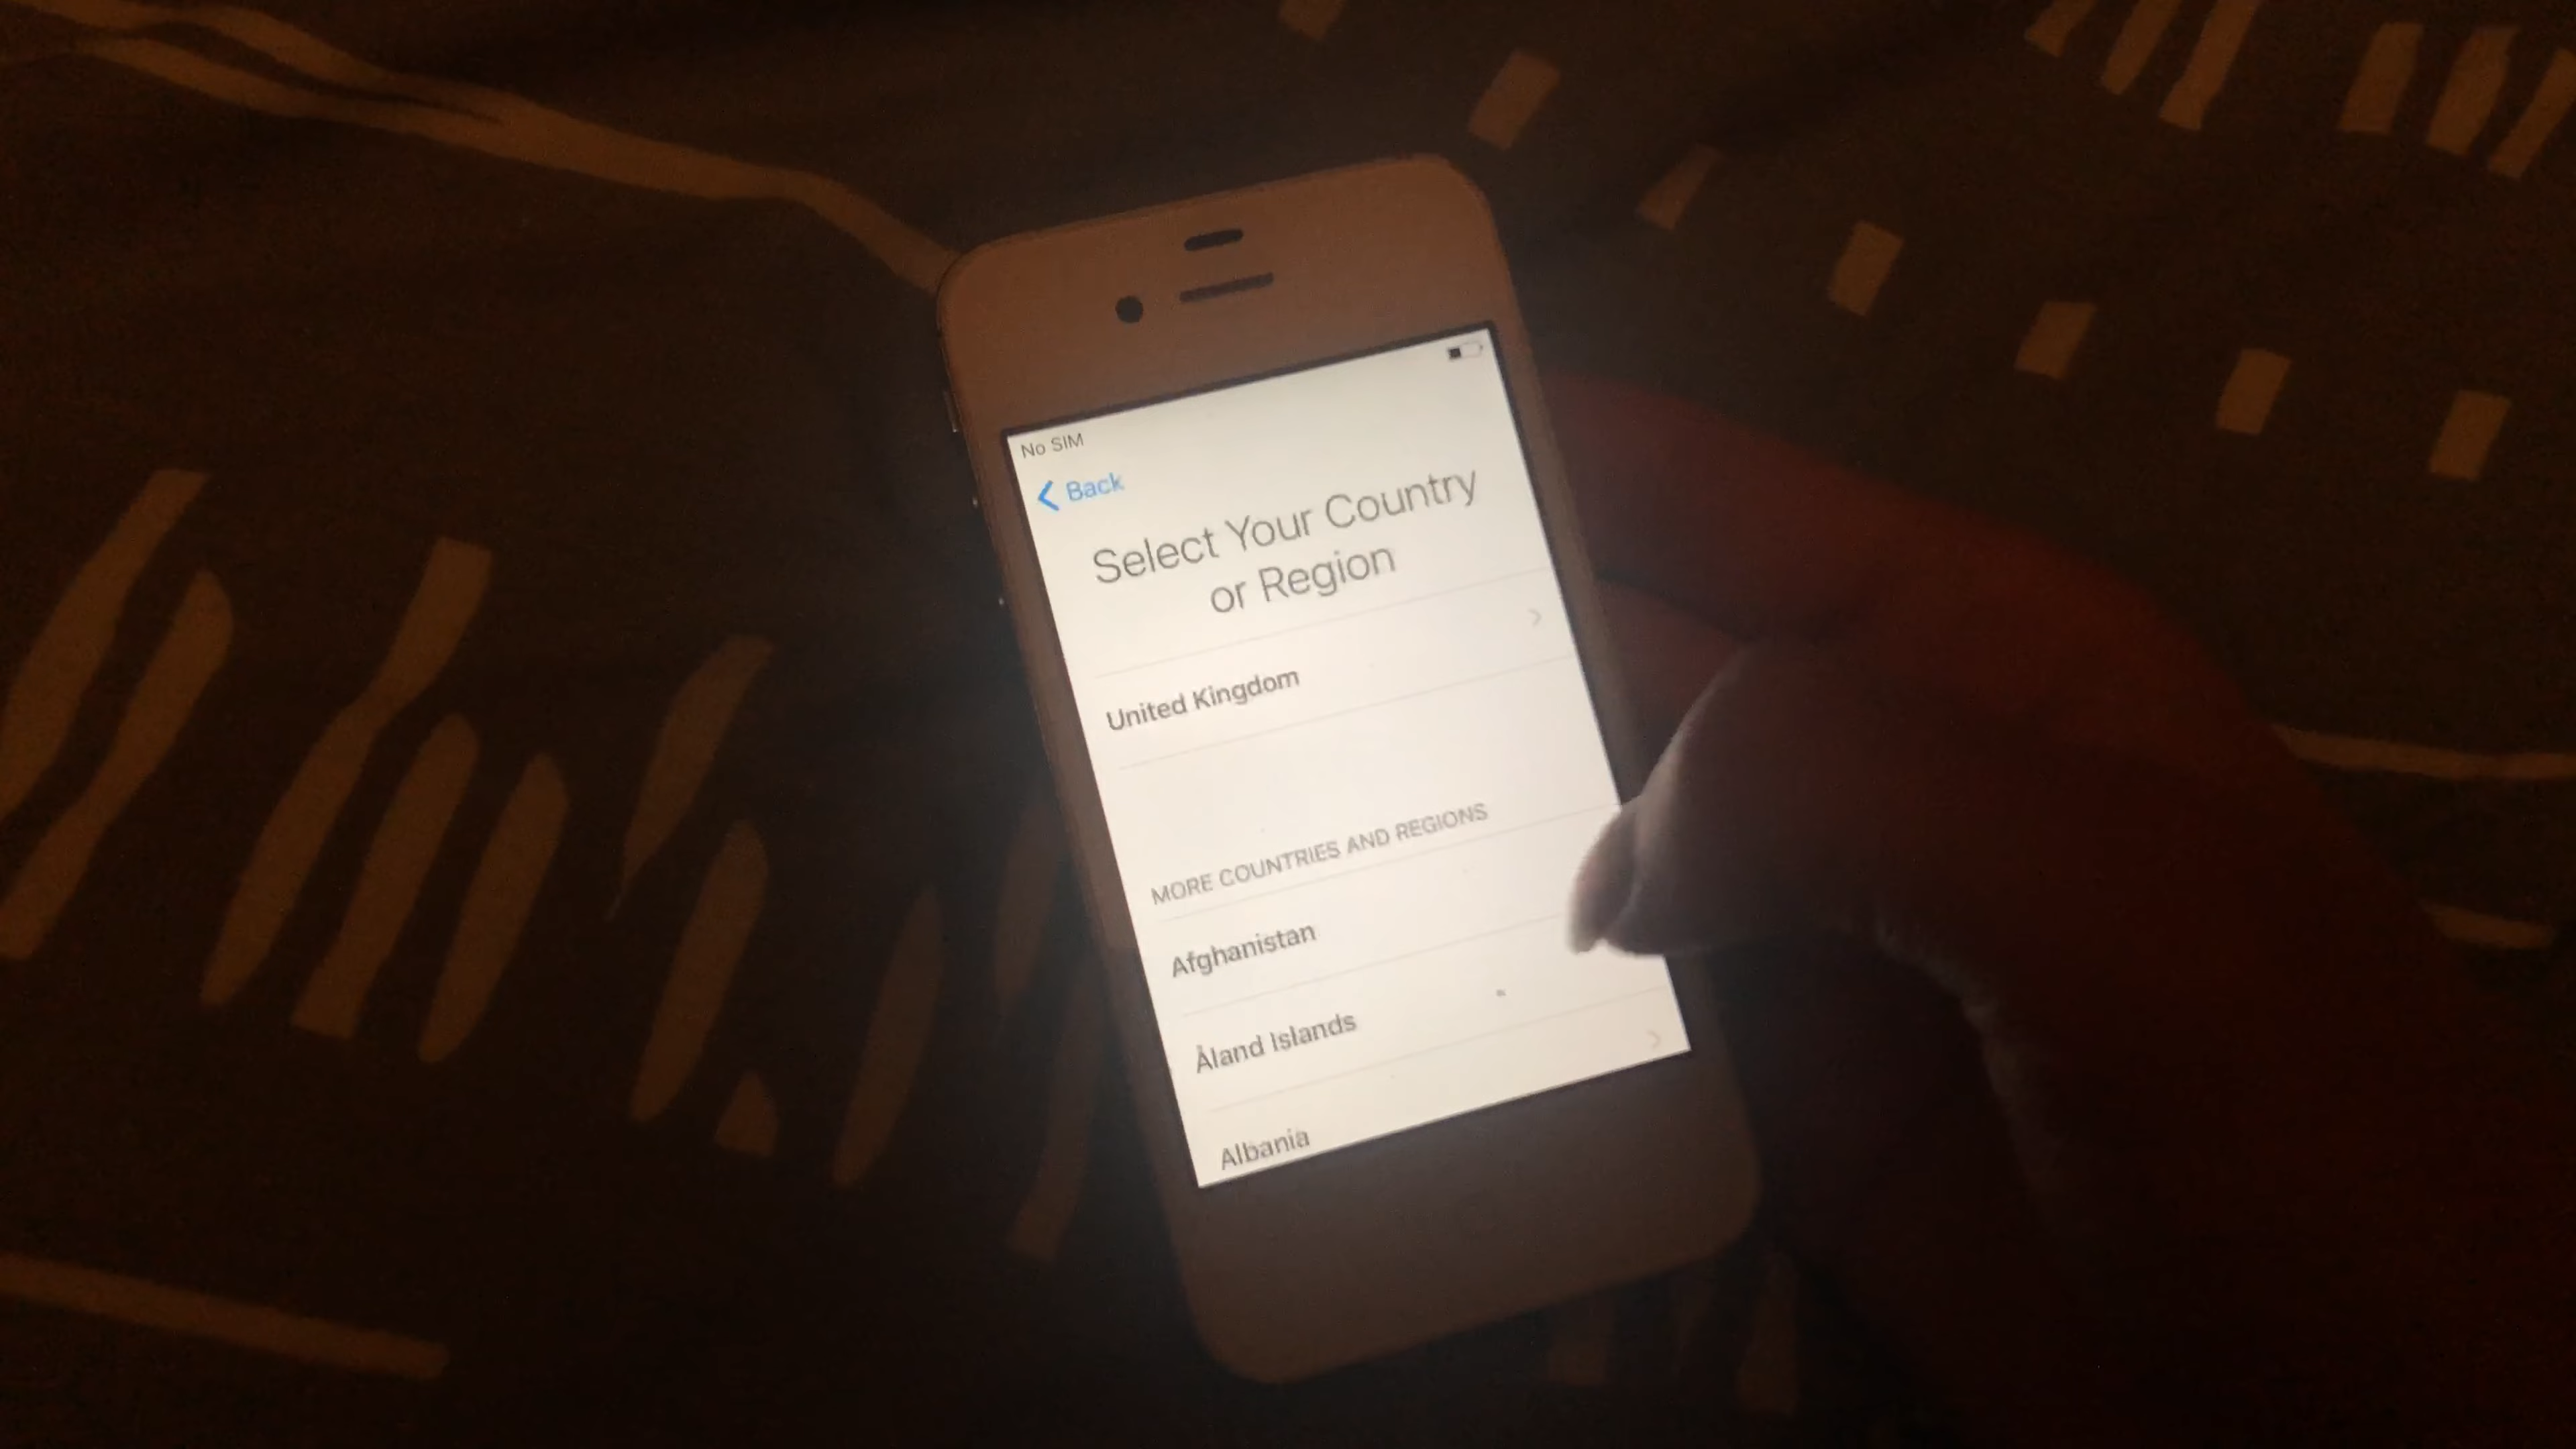 No SIM
Back
Select Your Country
or Region
United Kingdom
MORE COUNTRIES AND REGIONS
Afghanistan
Åland Islands
Albania